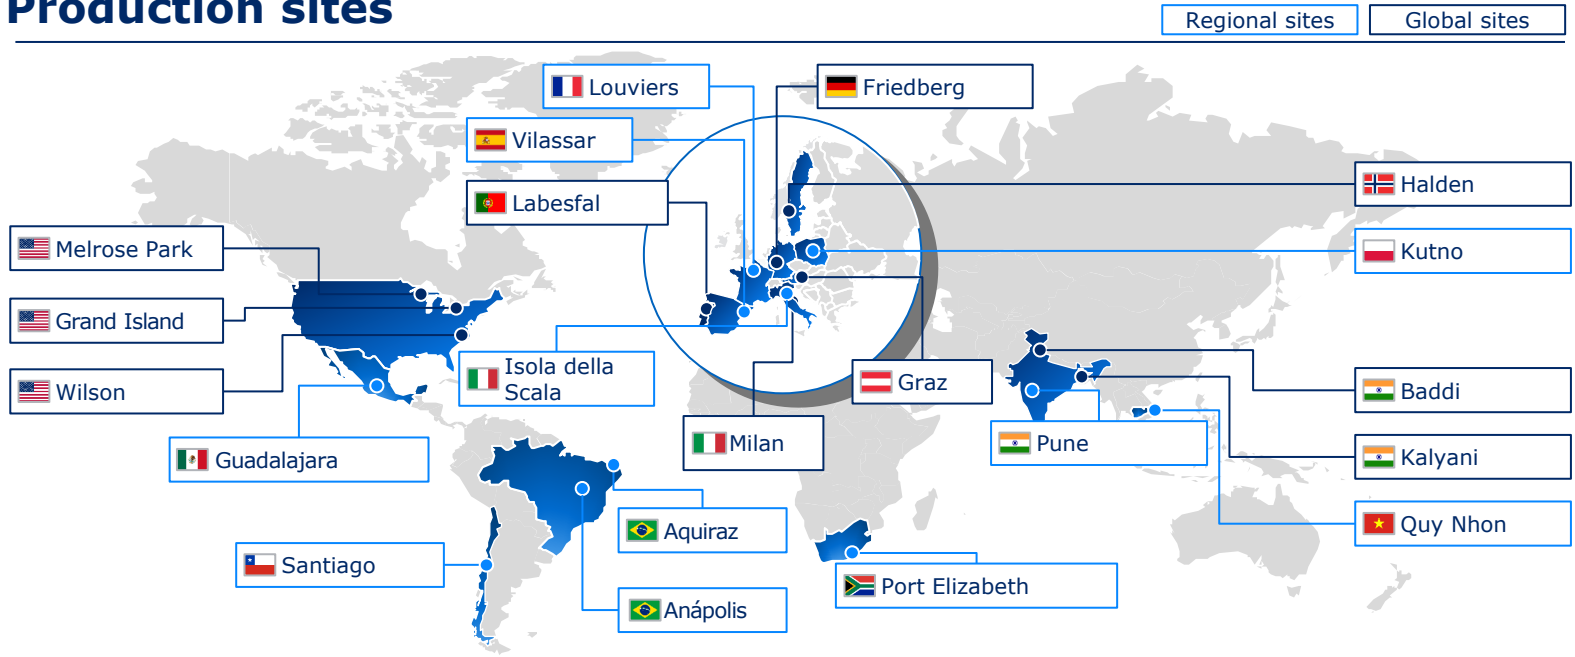 Production sites
Regional sites
Global sites
Louviers
Friedberg
Vilassar
Labesfal
Halden
Melrose Park
Kutno
Grand Island
Wilson
Isola della
Scala
Graz
Baddi
Milan
Pune
Guadalajara
Kalyani
Aquiraz
Quy Nhon
Santiago
Port Elizabeth
Anápolis